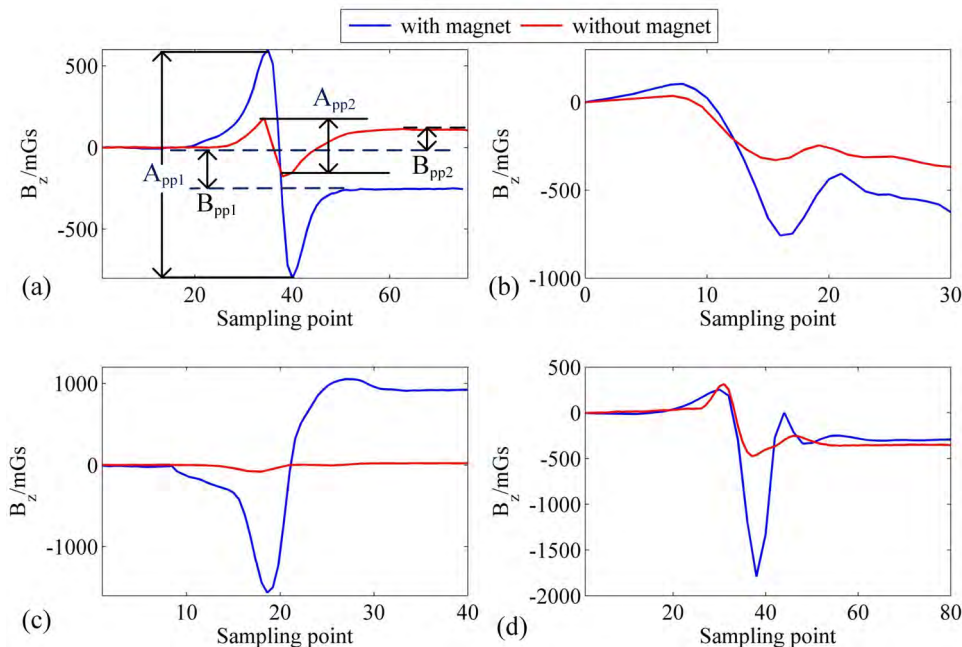 with magnet without magnet
(a)
B_z/mGs
500
0
-500
20 40 60
Sampling point
A_pp1
B_pp1
A_pp2
B_pp2
(b)
B_z/mGs
0
-500
-1000
0 10 20 30
Sampling point
(c)
B_z/mGs
1000
0
-1000
10 20 30 40
Sampling point
(d)
B_z/mGs
500
0
-500
-1000
-1500
-2000
20 40 60 80
Sampling point